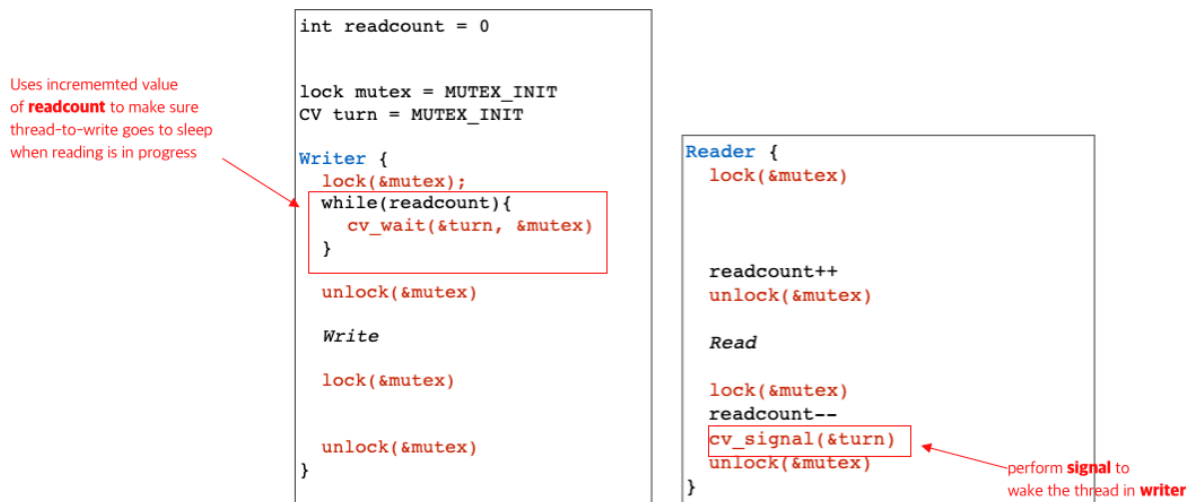 int readcount = 0
Uses incrememted value
of readcount to make sure
thread-to-write goes to sleep
when reading is in progress
lock mutex = MUTEX_INIT
CV turn = MUTEX_INIT
Writer {
lock(&mutex);
while(readcount){
cv_wait(&turn, &mutex)
}
unlock(&mutex)
Write
lock(&mutex)
unlock(&mutex)
}
Reader {
lock(&mutex)
readcount++
unlock(&mutex)
Read
lock(&mutex)
readcount--
cv_signal(&turn)
unlock(&mutex)
}
perform signal to
wake the thread in writer